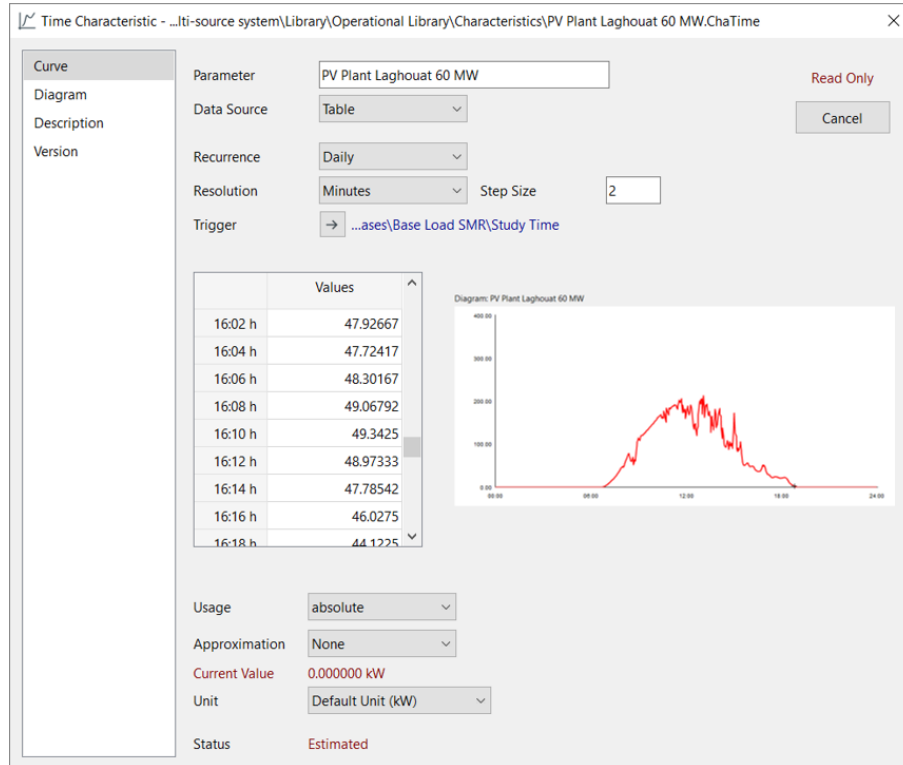 Time Characteristic - ...lti-source system\Library\Operational Library\Characteristics\PV Plant Laghouat 60 MW.ChaTime
Curve
Diagram
Description
Version
Parameter PV Plant Laghouat 60 MW
Read Only
Data Source Table
Cancel
Recurrence Daily
Resolution Minutes Step Size 2
Trigger ...ases\Base Load SMR\Study Time
Values
16:02 h 47.92667
16:04 h 47.72417
16:06 h 48.30167
16:08 h 49.06792
16:10 h 49.3425
16:12 h 48.97333
16:14 h 47.78542
16:16 h 46.0275
16:18 h 44.1225
Diagram: PV Plant Laghouat 60 MW
400.00
300.00
200.00
100.00
0.00
00:00 06:00 12:00 18:00 24:00
Usage absolute
Approximation None
Current Value 0.000000 kW
Unit Default Unit (kW)
Status Estimated